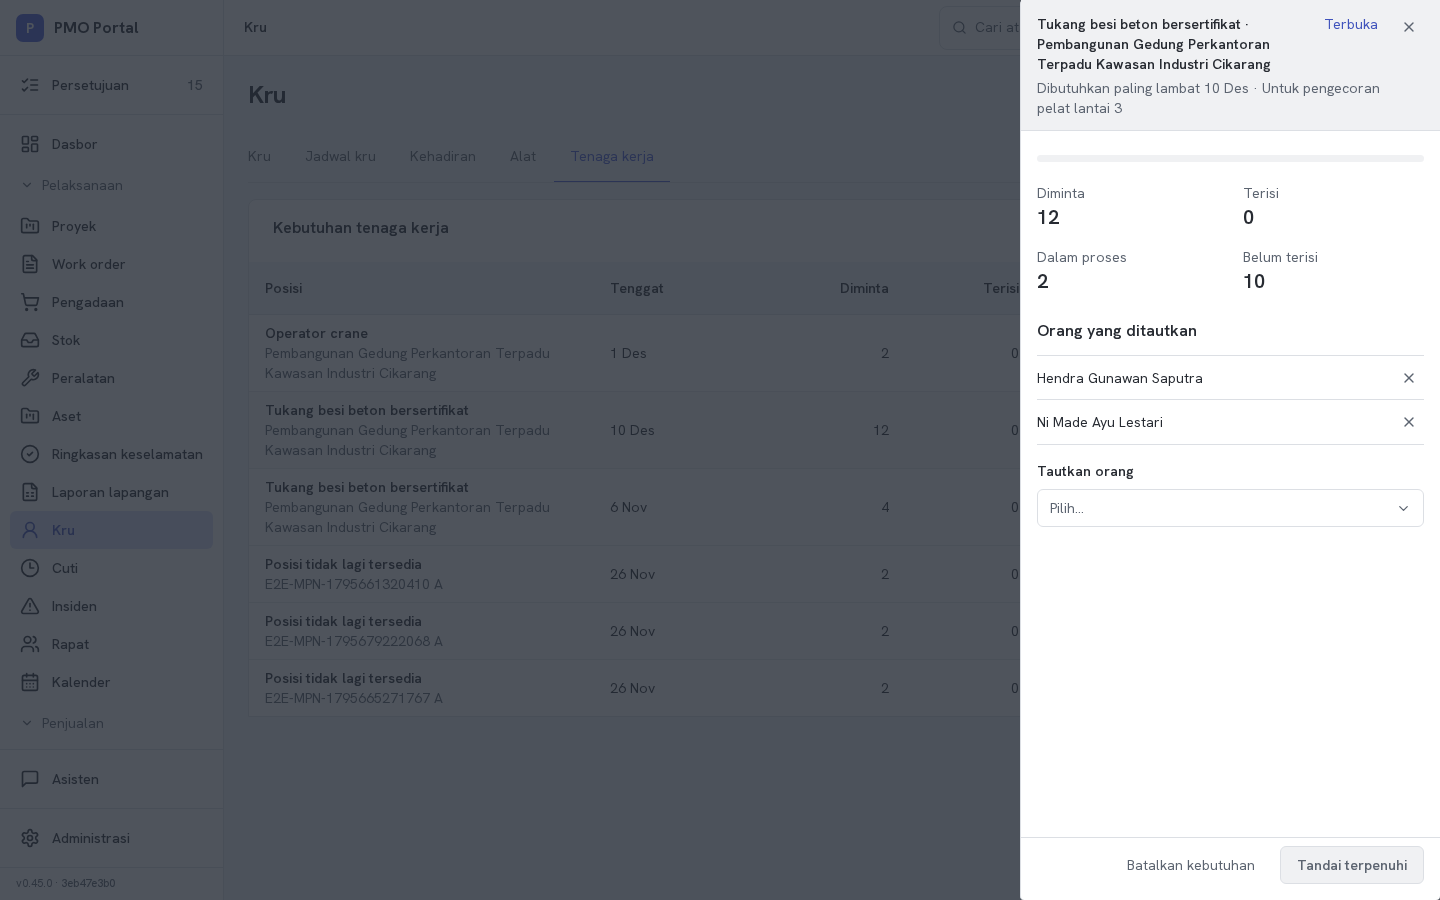 P PMO Portal
Persetujuan 15
Dasbor
Pelaksanaan
Proyek
Work order
Pengadaan
Stok
Peralatan
Aset
Ringkasan keselamatan
Laporan lapangan
Kru
Cuti
Insiden
Rapat
Kalender
Penjualan
Asisten
Administrasi
v0.45.0 · 3eb47e3b0
Kru
Cari at
Kru
Kru Jadwal kru Kehadiran Alat Tenaga kerja
Kebutuhan tenaga kerja
Posisi Tenggat Diminta Terisi
Operator crane
Pembangunan Gedung Perkantoran Terpadu
Kawasan Industri Cikarang
1 Des 2 0
Tukang besi beton bersertifikat
Pembangunan Gedung Perkantoran Terpadu
Kawasan Industri Cikarang
10 Des 12 0
Tukang besi beton bersertifikat
Pembangunan Gedung Perkantoran Terpadu
Kawasan Industri Cikarang
6 Nov 4 0
Posisi tidak lagi tersedia
E2E-MPN-1795661320410 A
26 Nov 2 0
Posisi tidak lagi tersedia
E2E-MPN-1795679222068 A
26 Nov 2 0
Posisi tidak lagi tersedia
E2E-MPN-1795665271767 A
26 Nov 2 0
Tukang besi beton bersertifikat ·
Pembangunan Gedung Perkantoran
Terpadu Kawasan Industri Cikarang
Terbuka
Dibutuhkan paling lambat 10 Des · Untuk pengecoran
pelat lantai 3
Diminta Terisi
12 0
Dalam proses Belum terisi
2 10
Orang yang ditautkan
Hendra Gunawan Saputra
Ni Made Ayu Lestari
Tautkan orang
Pilih...
Batalkan kebutuhan Tandai terpenuhi